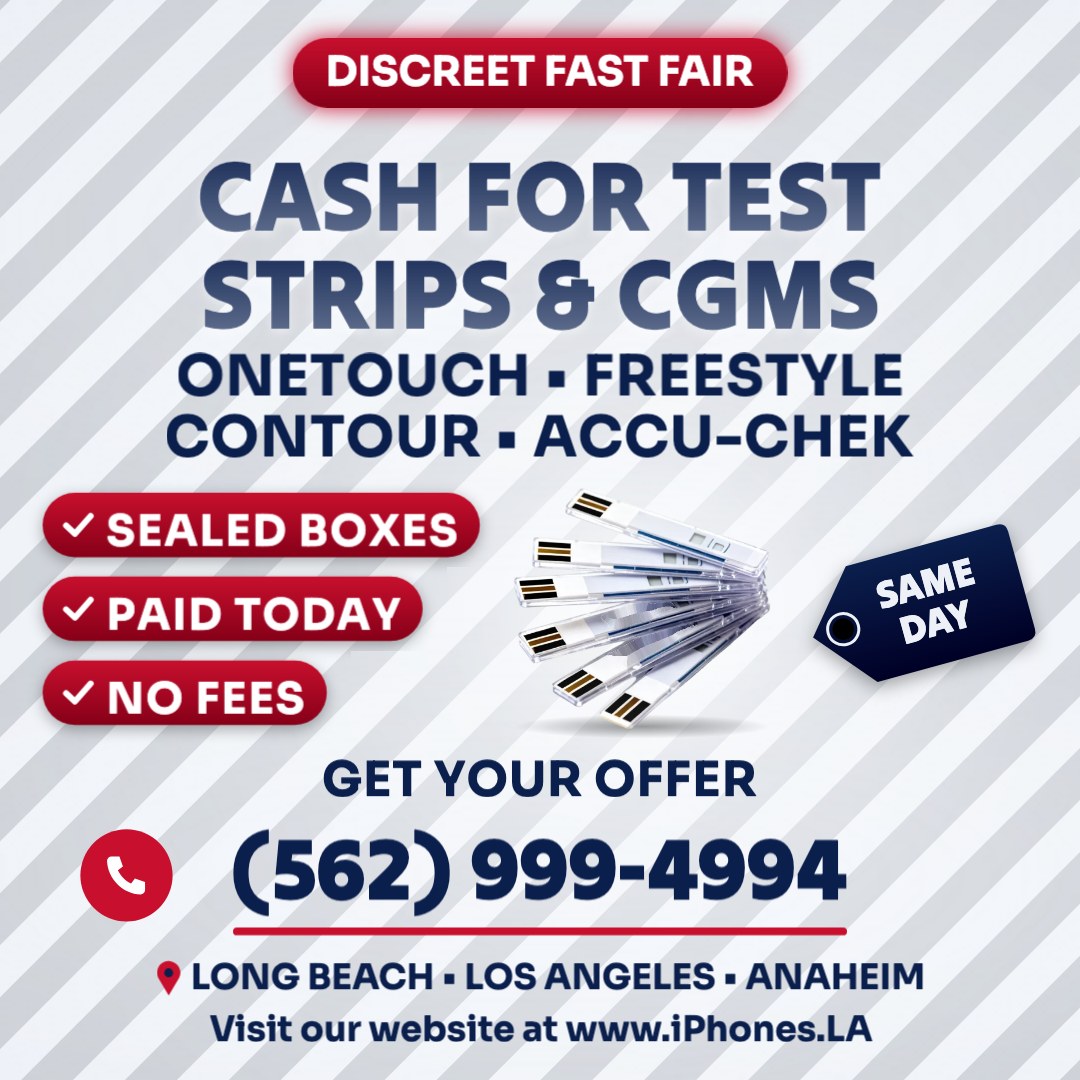 DISCREET FAST FAIR
CASH FOR TEST
STRIPS & CGMS
ONETOUCH ▪ FREESTYLE
CONTOUR ▪ ACCU-CHEK
✓ SEALED BOXES
✓ PAID TODAY
✓ NO FEES
SAME
DAY
GET YOUR OFFER
(562) 999-4994
LONG BEACH ▪ LOS ANGELES ▪ ANAHEIM
Visit our website at www.iPhones.LA